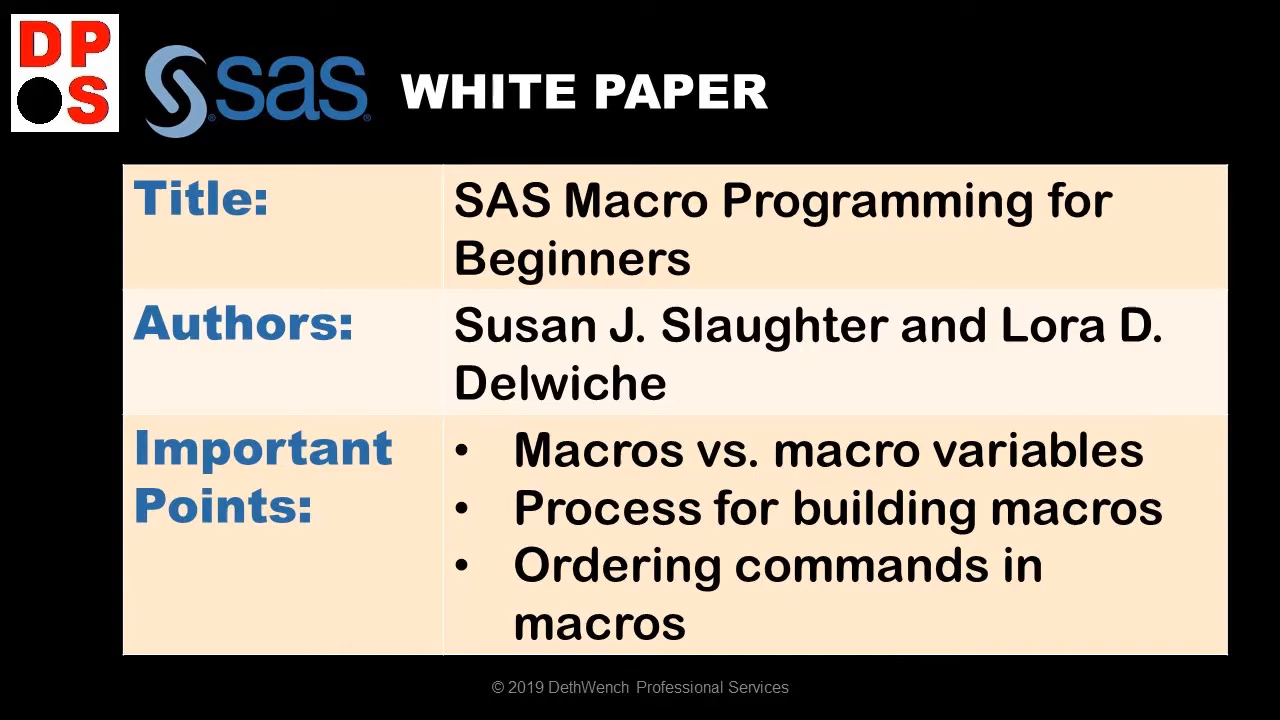 DP
S
sas
WHITE PAPER
Title:
SAS Macro Programming for
Beginners
Authors:
Susan J. Slaughter and Lora D.
Delwiche
Important
Points:
• Macros vs. macro variables
• Process for building macros
• Ordering commands in
macros
© 2019 DethWench Professional Services